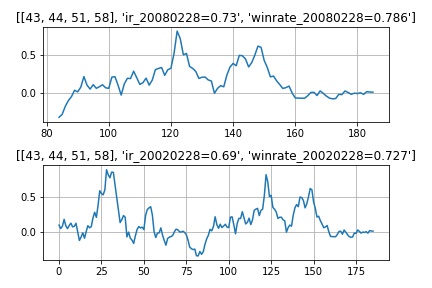 [[43, 44, 51, 58], 'ir_20080228=0.73', 'winrate_20080228=0.786']
0.5
0.0
80 100 120 140 160 180
[[43, 44, 51, 58], 'ir_20020228=0.69', 'winrate_20020228=0.727']
0.5
0.0
0 25 50 75 100 125 150 175